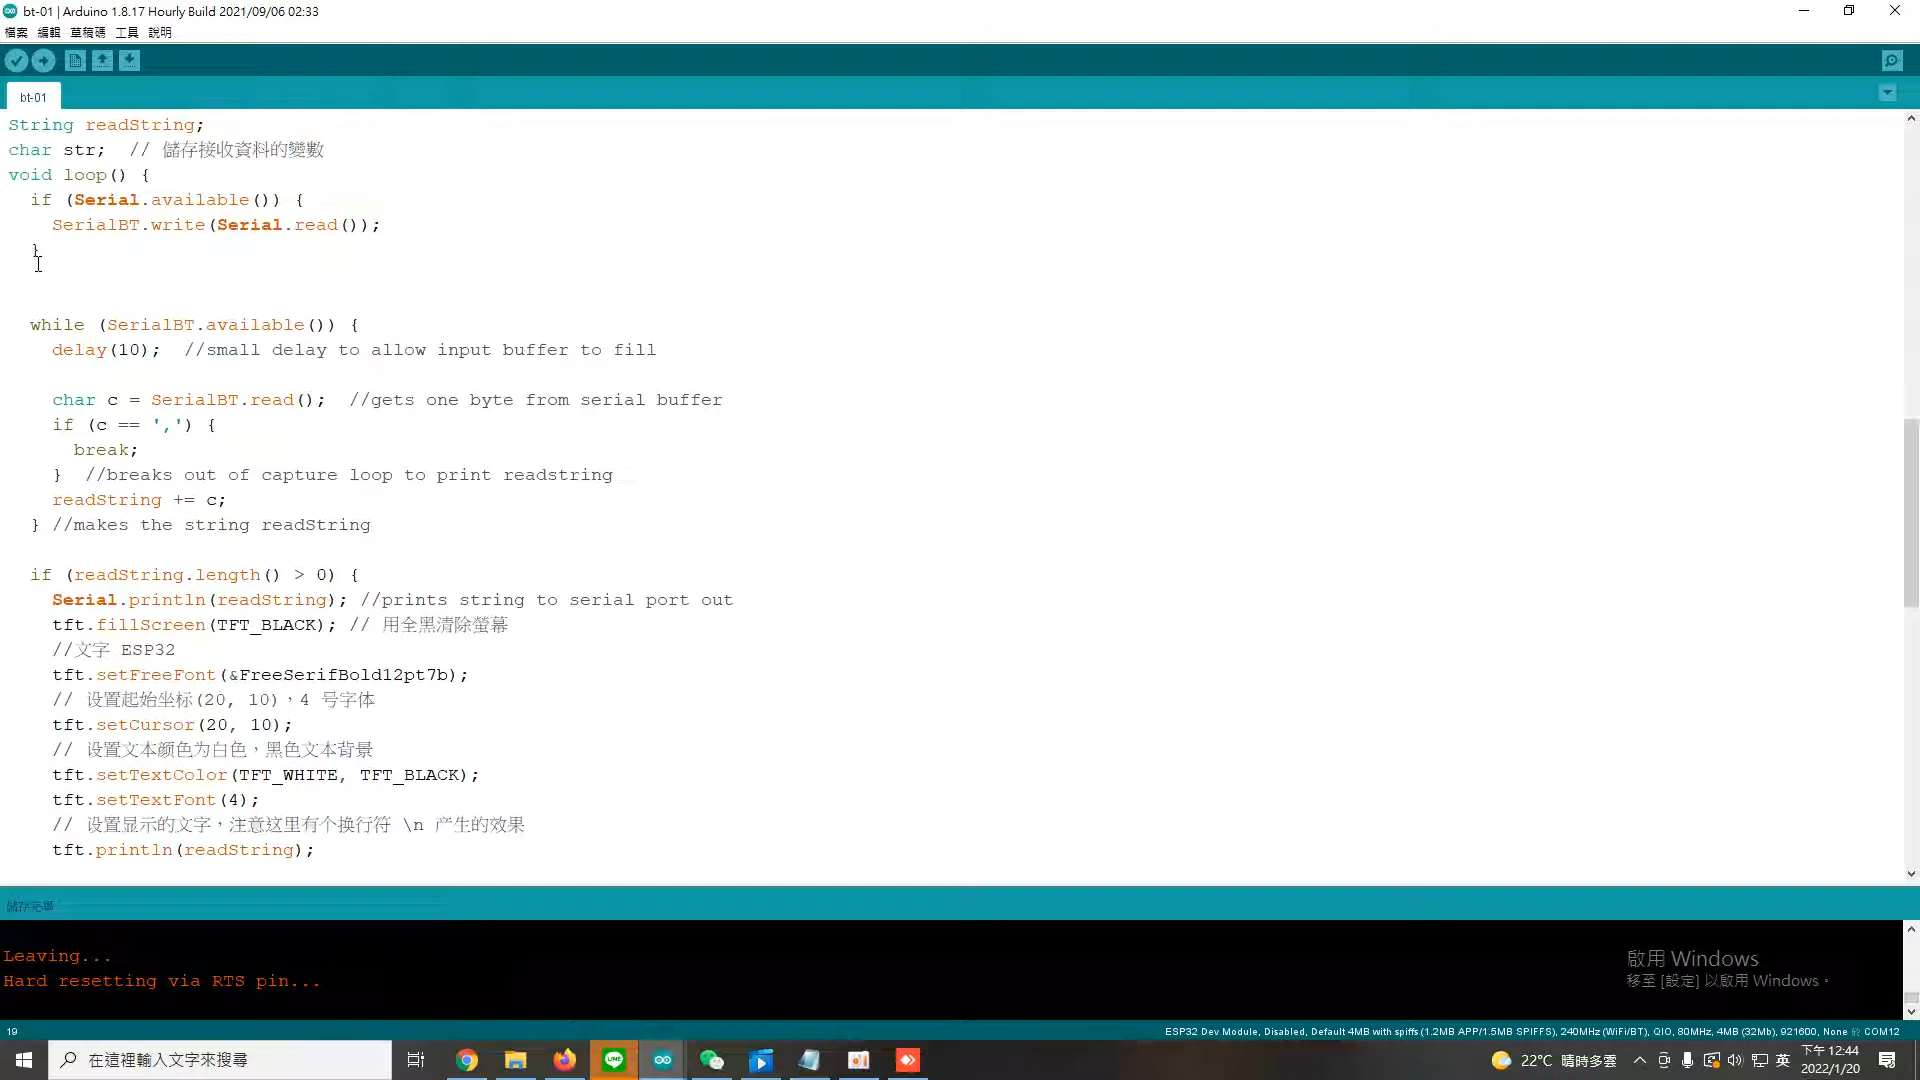 bt-01 | Arduino 1.8.17 Hourly Build 2021/09/06 02:33
檔案 編輯 草稿碼 工具 說明
bt-01
String readString;
char str;  // 儲存接收資料的變數
void loop() {
  if (Serial.available()) {
    SerialBT.write(Serial.read());
  }
  while (SerialBT.available()) {
    delay(10);  //small delay to allow input buffer to fill
    char c = SerialBT.read();  //gets one byte from serial buffer
    if (c == ',') {
      break;
    }  //breaks out of capture loop to print readstring
    readString += c;
  } //makes the string readString
  if (readString.length() > 0) {
    Serial.println(readString); //prints string to serial port out
    tft.fillScreen(TFT_BLACK); // 用全黑清除螢幕
    //文字 ESP32
    tft.setFreeFont(&FreeSerifBold12pt7b);
    // 设置起始坐标(20, 10)，4 号字体
    tft.setCursor(20, 10);
    // 设置文本颜色为白色，黑色文本背景
    tft.setTextColor(TFT_WHITE, TFT_BLACK);
    tft.setTextFont(4);
    // 设置显示的文字，注意这里有个换行符 \n 产生的效果
    tft.println(readString);
儲存完畢
Leaving...
Hard resetting via RTS pin...
啟用 Windows
移至 [設定] 以啟用 Windows。
19
ESP32 Dev Module, Disabled, Default 4MB with spiffs (1.2MB APP/1.5MB SPIFFS), 240MHz (WiFi/BT), QIO, 80MHz, 4MB (32Mb), 921600, None 於 COM12
在這裡輸入文字來搜尋
LINE
22°C 晴時多雲
英
下午 12:44
2022/1/20